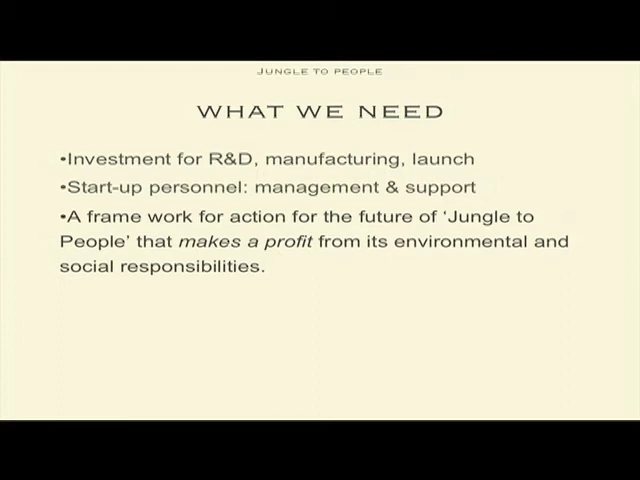 JUNGLE TO PEOPLE
WHAT WE NEED
•Investment for R&D, manufacturing, launch
•Start-up personnel: management & support
•A frame work for action for the future of ‘Jungle to
People’ that makes a profit from its environmental and
social responsibilities.